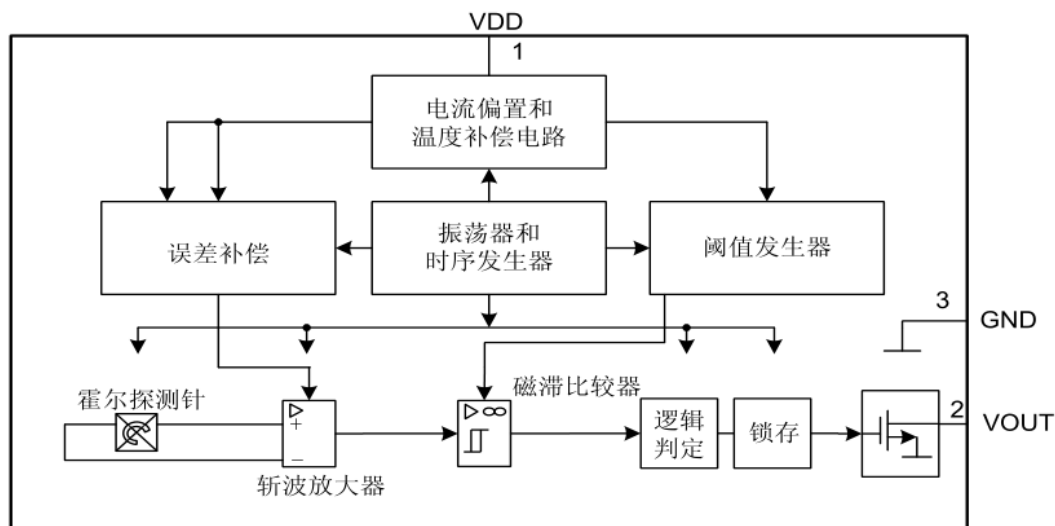 VDD
1
电流偏置和
温度补偿电路
误差补偿
振荡器和
时序发生器
阈值发生器
3
GND
霍尔探测针
磁滞比较器
+
−
∞
逻辑
判定
锁存
2
VOUT
斩波放大器